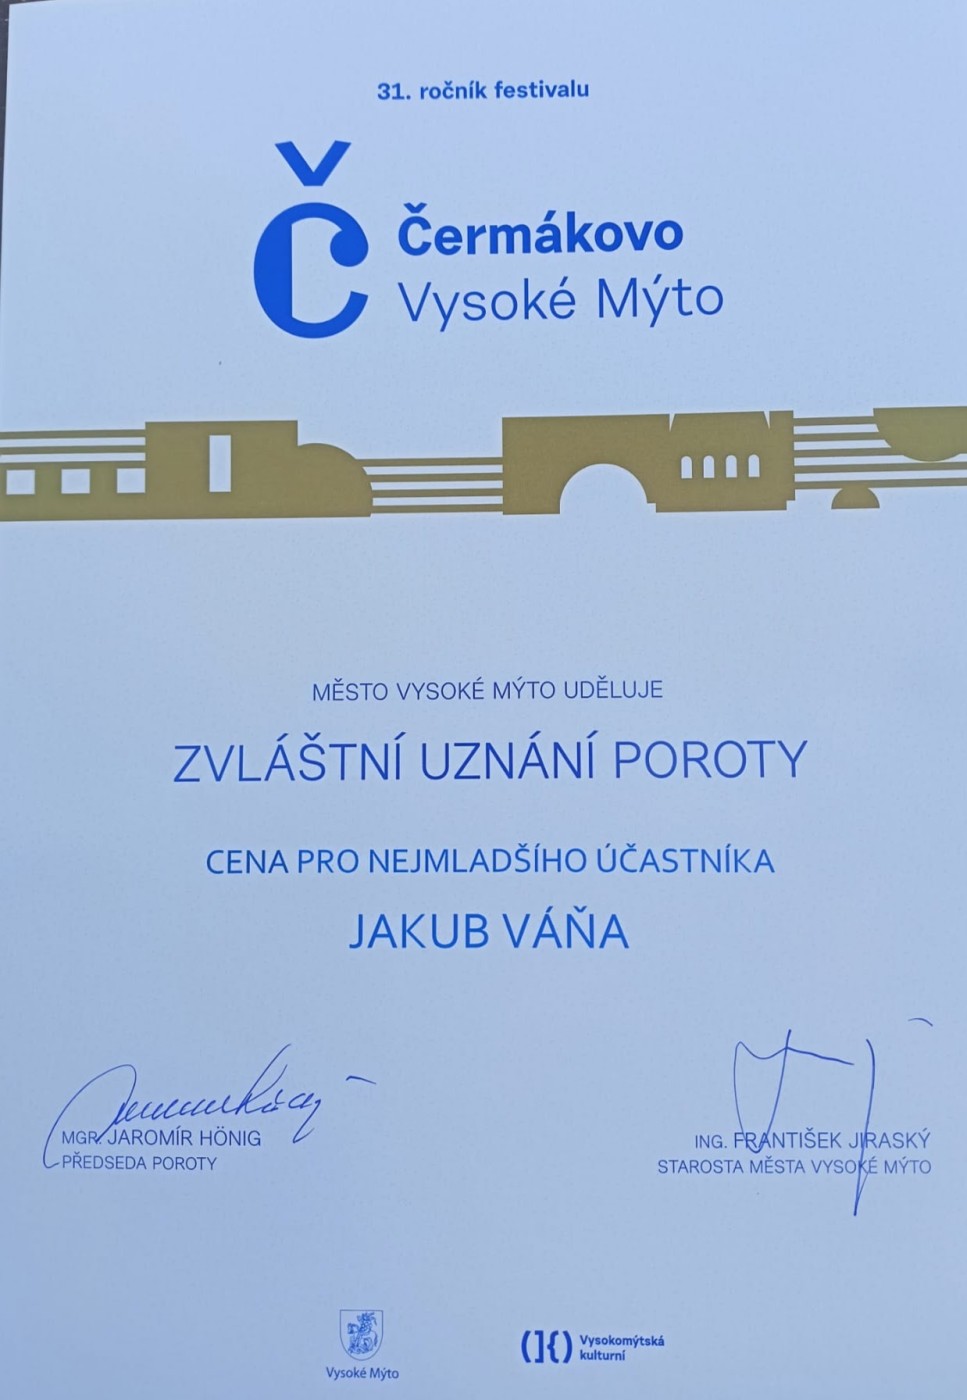 31. ročník festivalu
Č
Čermákovo
Vysoké Mýto
MĚSTO VYSOKÉ MÝTO UDĚLUJE
ZVLÁŠTNÍ UZNÁNÍ POROTY
CENA PRO NEJMLADŠÍHO ÚČASTNÍKA
JAKUB VÁŇA
MGR. JAROMÍR HÖNIG
PŘEDSEDA POROTY
ING. FRANTIŠEK JIRASKÝ
STAROSTA MĚSTA VYSOKÉ MÝTO
Vysoké Mýto
Vysokomýtská
kulturní